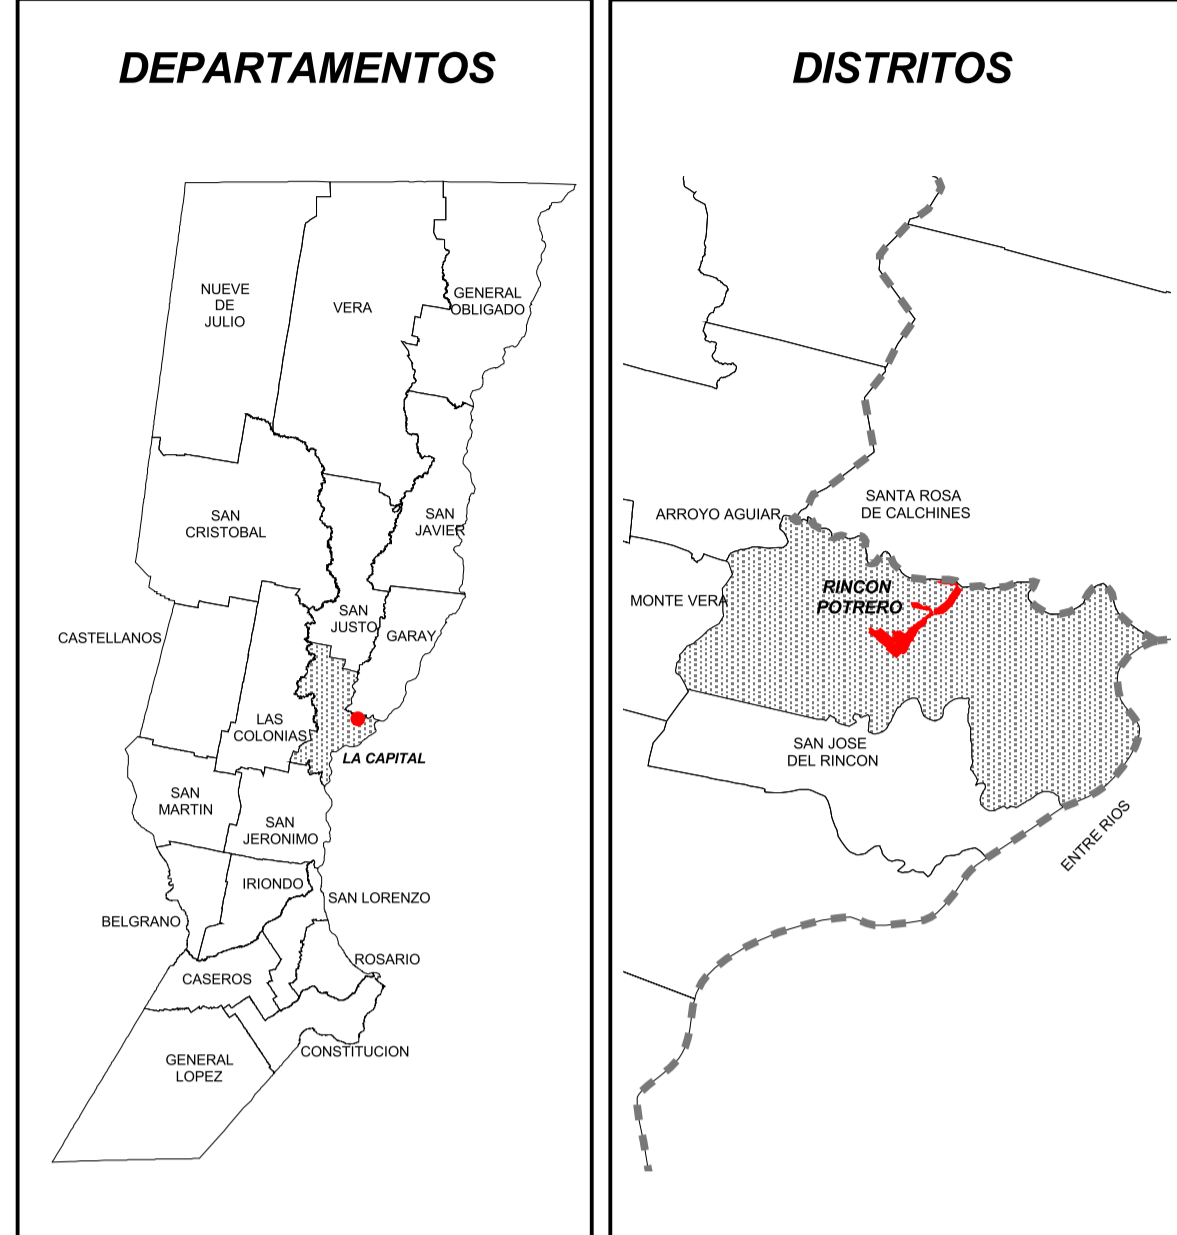 DEPARTAMENTOS
NUEVE
DE
JULIO
VERA
GENERAL
OBLIGADO
SAN
CRISTOBAL
SAN
JAVIER
SAN
JUSTO
GARAY
CASTELLANOS
LAS
COLONIAS
LA CAPITAL
SAN
MARTIN
SAN
JERONIMO
IRIONDO
SAN LORENZO
BELGRANO
ROSARIO
CASEROS
CONSTITUCION
GENERAL
LOPEZ
DISTRITOS
SANTA ROSA
DE CALCHINES
ARROYO AGUIAR
RINCON
POTRERO
MONTE VERA
SAN JOSE
DEL RINCON
ENTRE RIOS